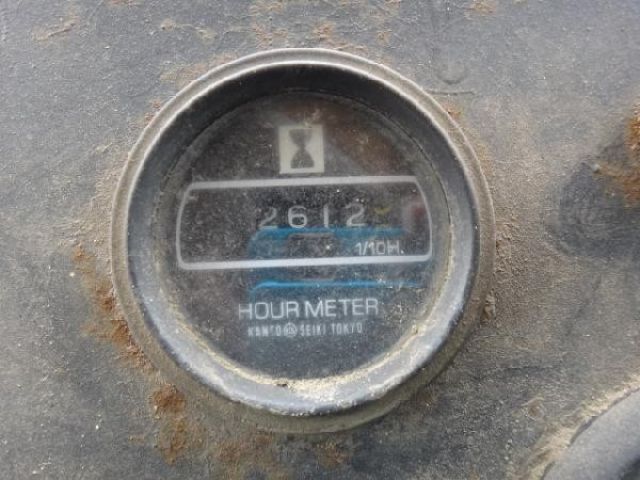 2612
1/10H.
HOUR METER
KANTO SEIKI TOKYO